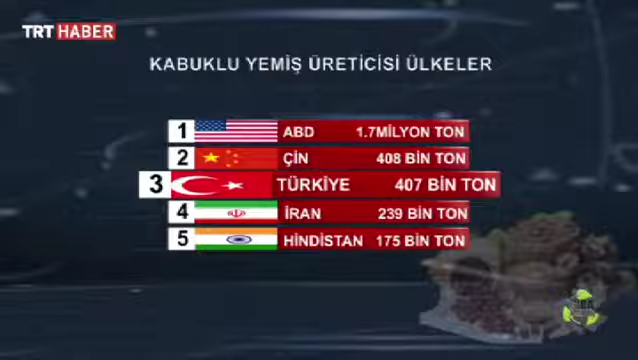 TRT HABER
KABUKLU YEMİŞ ÜRETİCİSİ ÜLKELER
1 ABD 1.7MİLYON TON
2 ÇİN 408 BİN TON
3 TÜRKİYE 407 BİN TON
4 İRAN 239 BİN TON
5 HİNDİSTAN 175 BİN TON